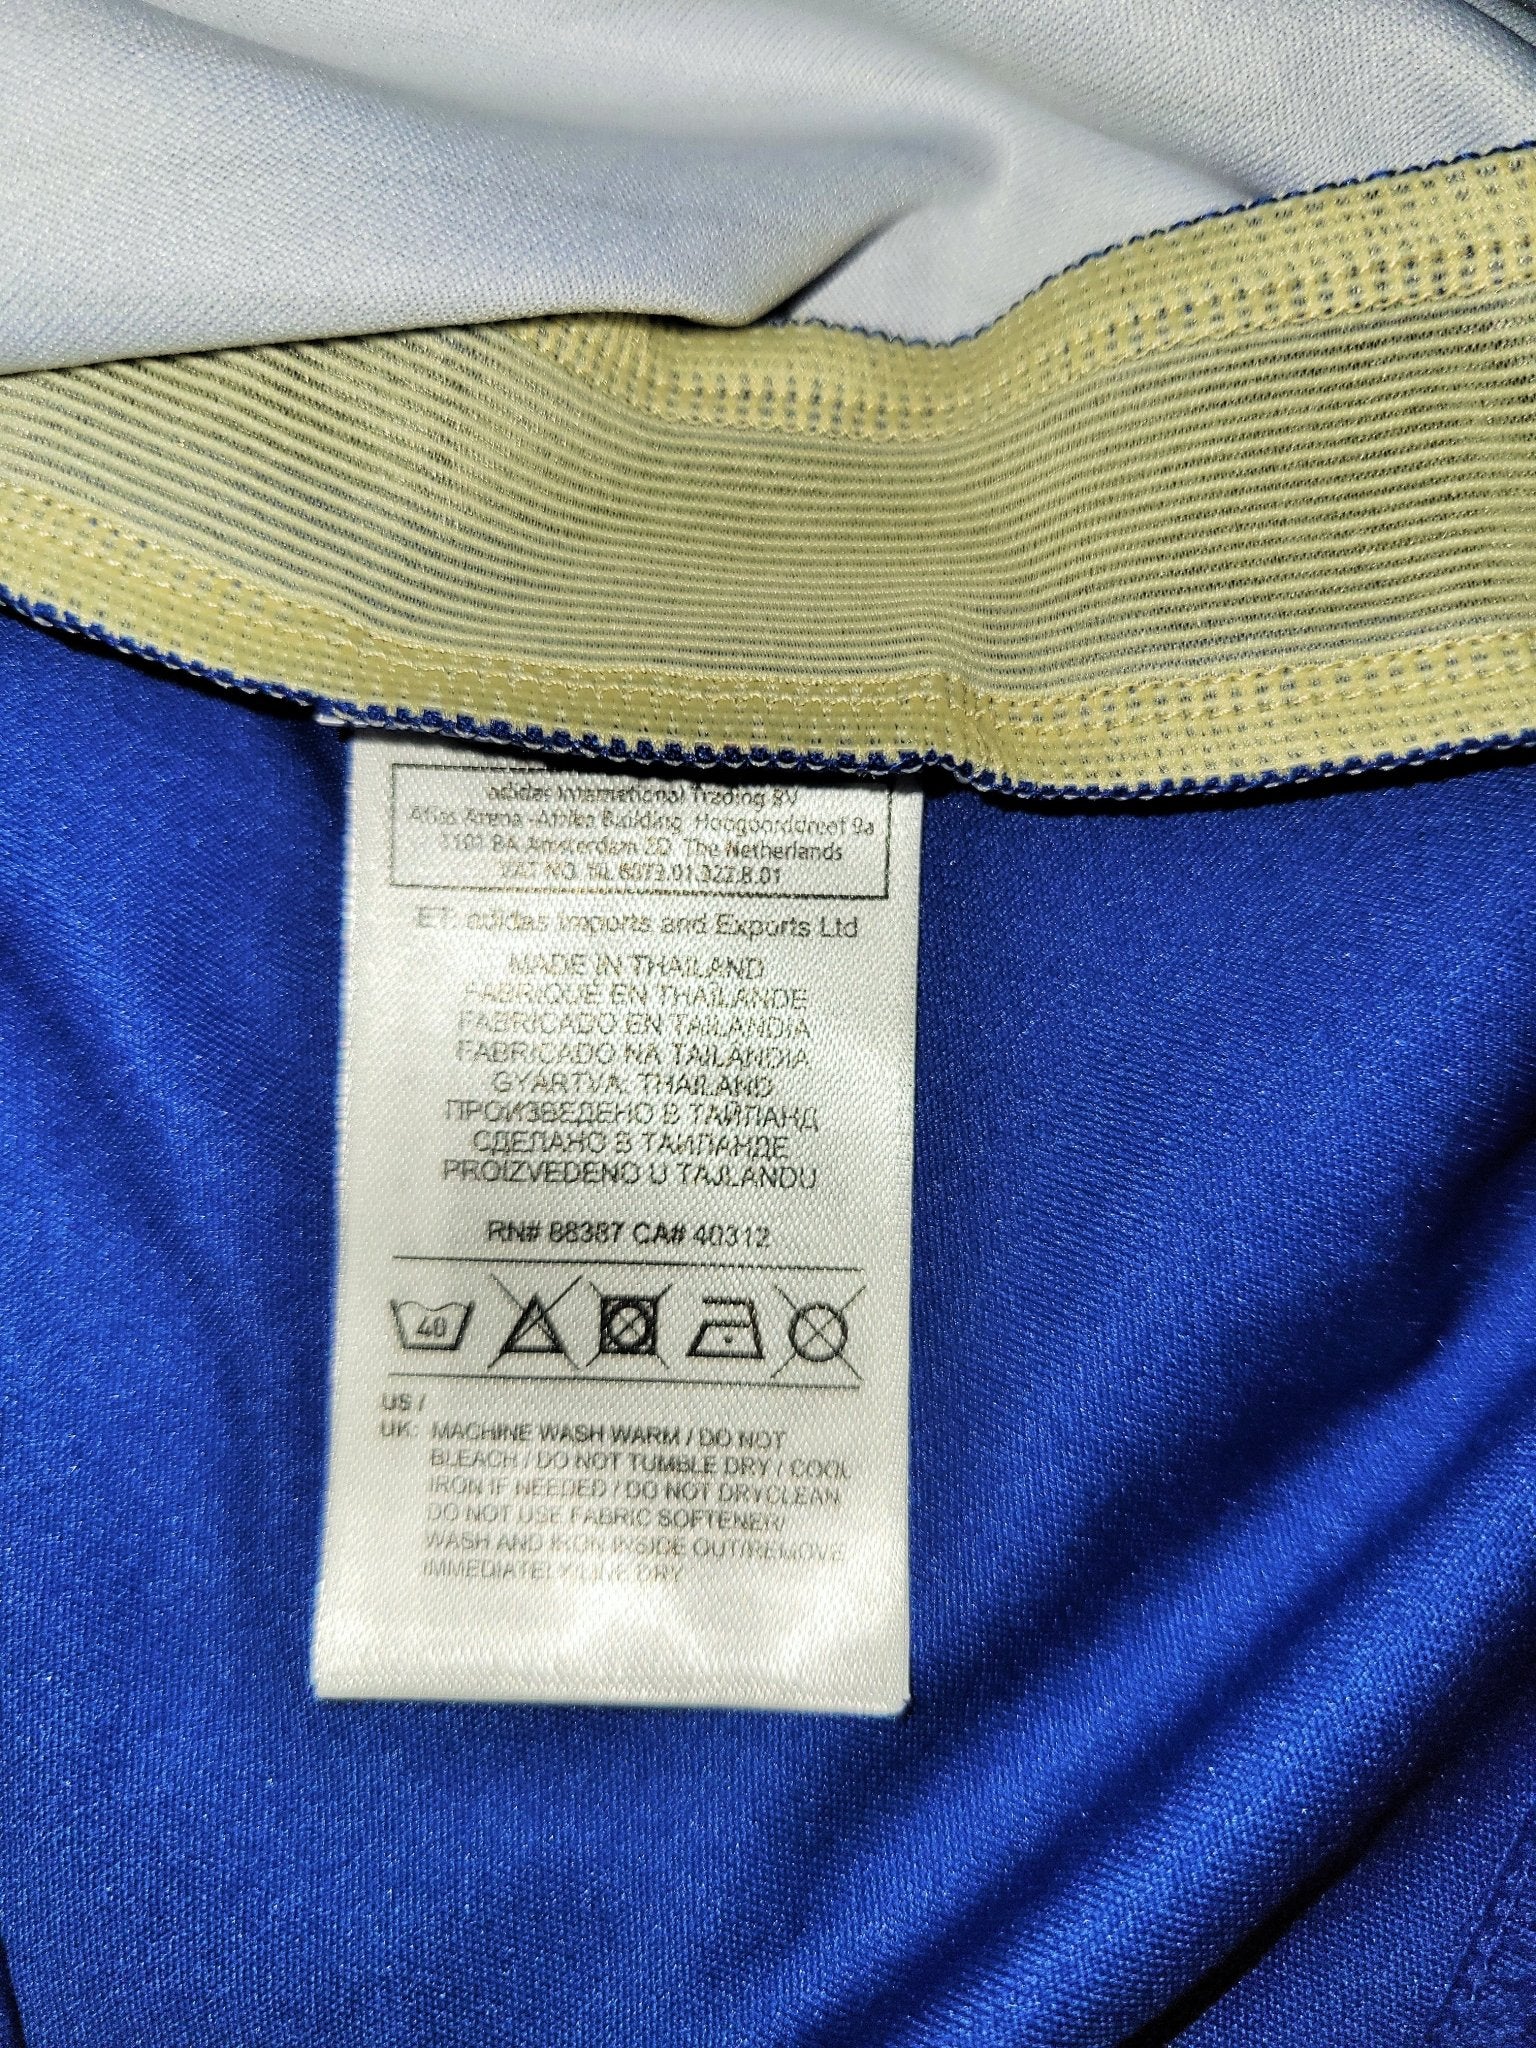 adidas International Trading BV
Atlas Arena -Afrika Building, Hoogoorddreef 9a
1101 BA Amsterdam ZO, The Netherlands
VAT NO. NL 8073.01.322.B.01
ET: adidas Imports and Exports Ltd
MADE IN THAILAND
FABRIQUÉ EN THAÏLANDE
FABRICADO EN TAILANDIA
FABRICADO NA TAILANDIA
GYÁRTVA: THAILAND
ПРОИЗВЕДЕНО В ТАЙЛАНД
СДЕЛАНО В ТАИЛАНДЕ
PROIZVEDENO U TAJLANDU
RN# 88387 CA# 40312
40
US /
UK: MACHINE WASH WARM / DO NOT
BLEACH / DO NOT TUMBLE DRY / COOL
IRON IF NEEDED / DO NOT DRYCLEAN
DO NOT USE FABRIC SOFTENER/
WASH AND IRON INSIDE OUT/REMOVE
IMMEDIATELY/LINE DRY